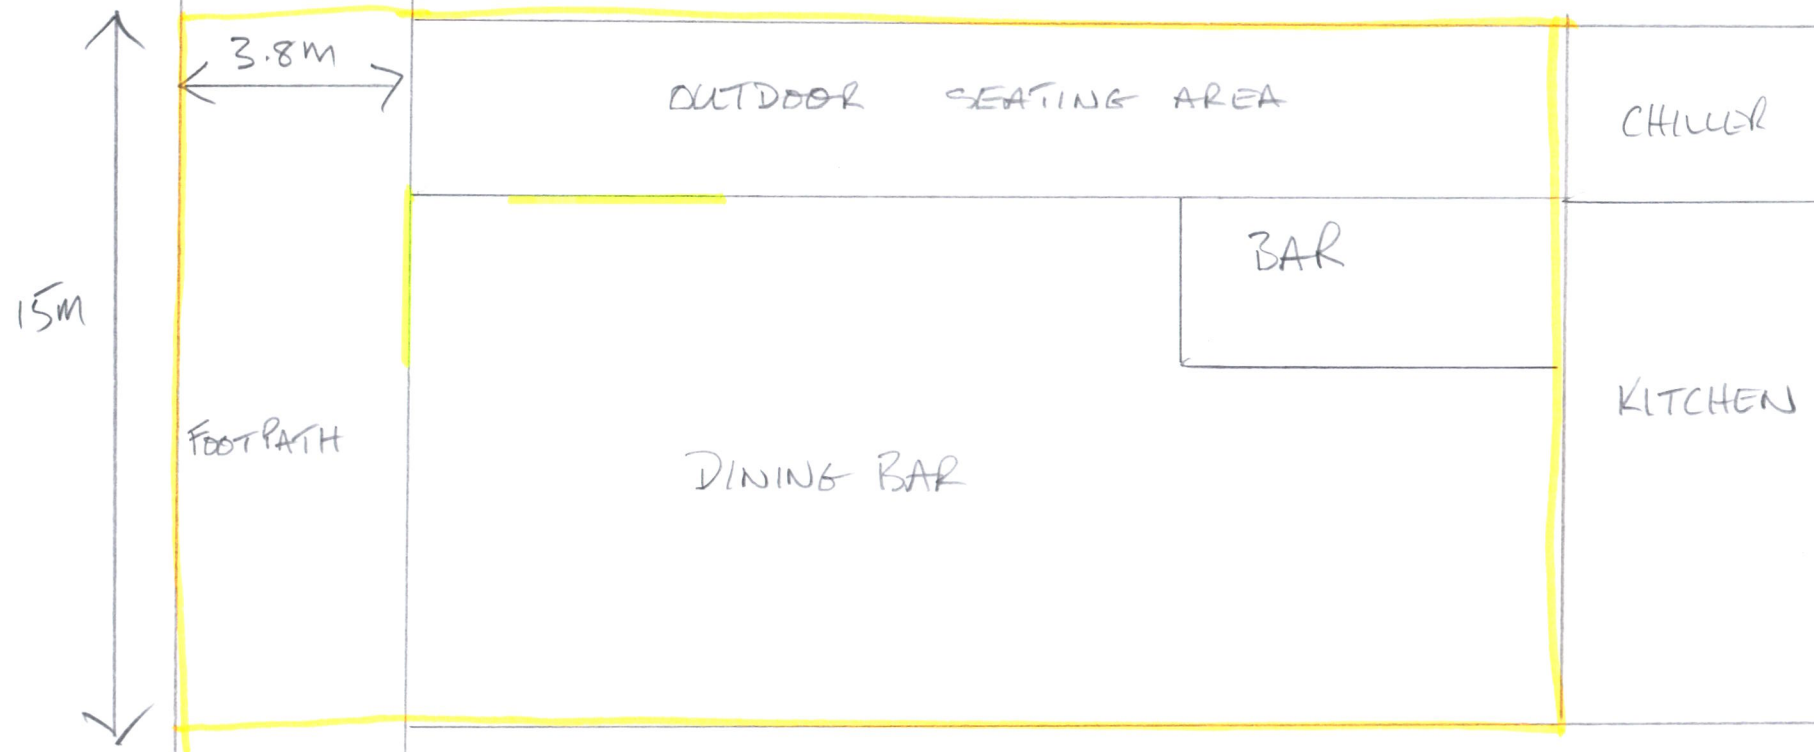 3.8m
OUTDOOR SEATING AREA
CHILLER
BAR
15m
KITCHEN
FOOTPATH
DINING BAR